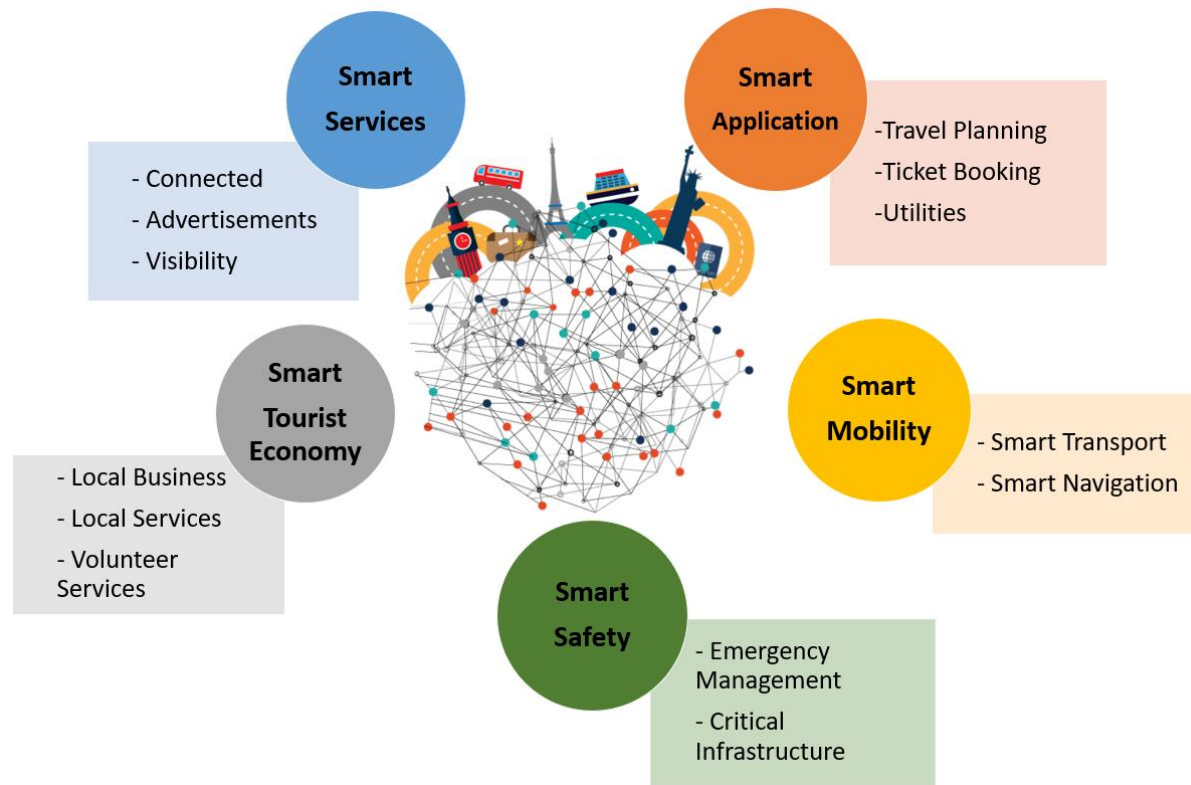 Smart
Services
- Connected
- Advertisements
- Visibility
Smart
Application
-Travel Planning
-Ticket Booking
-Utilities
Smart
Tourist
Economy
- Local Business
- Local Services
- Volunteer
Services
Smart
Mobility
- Smart Transport
- Smart Navigation
Smart
Safety
- Emergency
Management
- Critical
Infrastructure